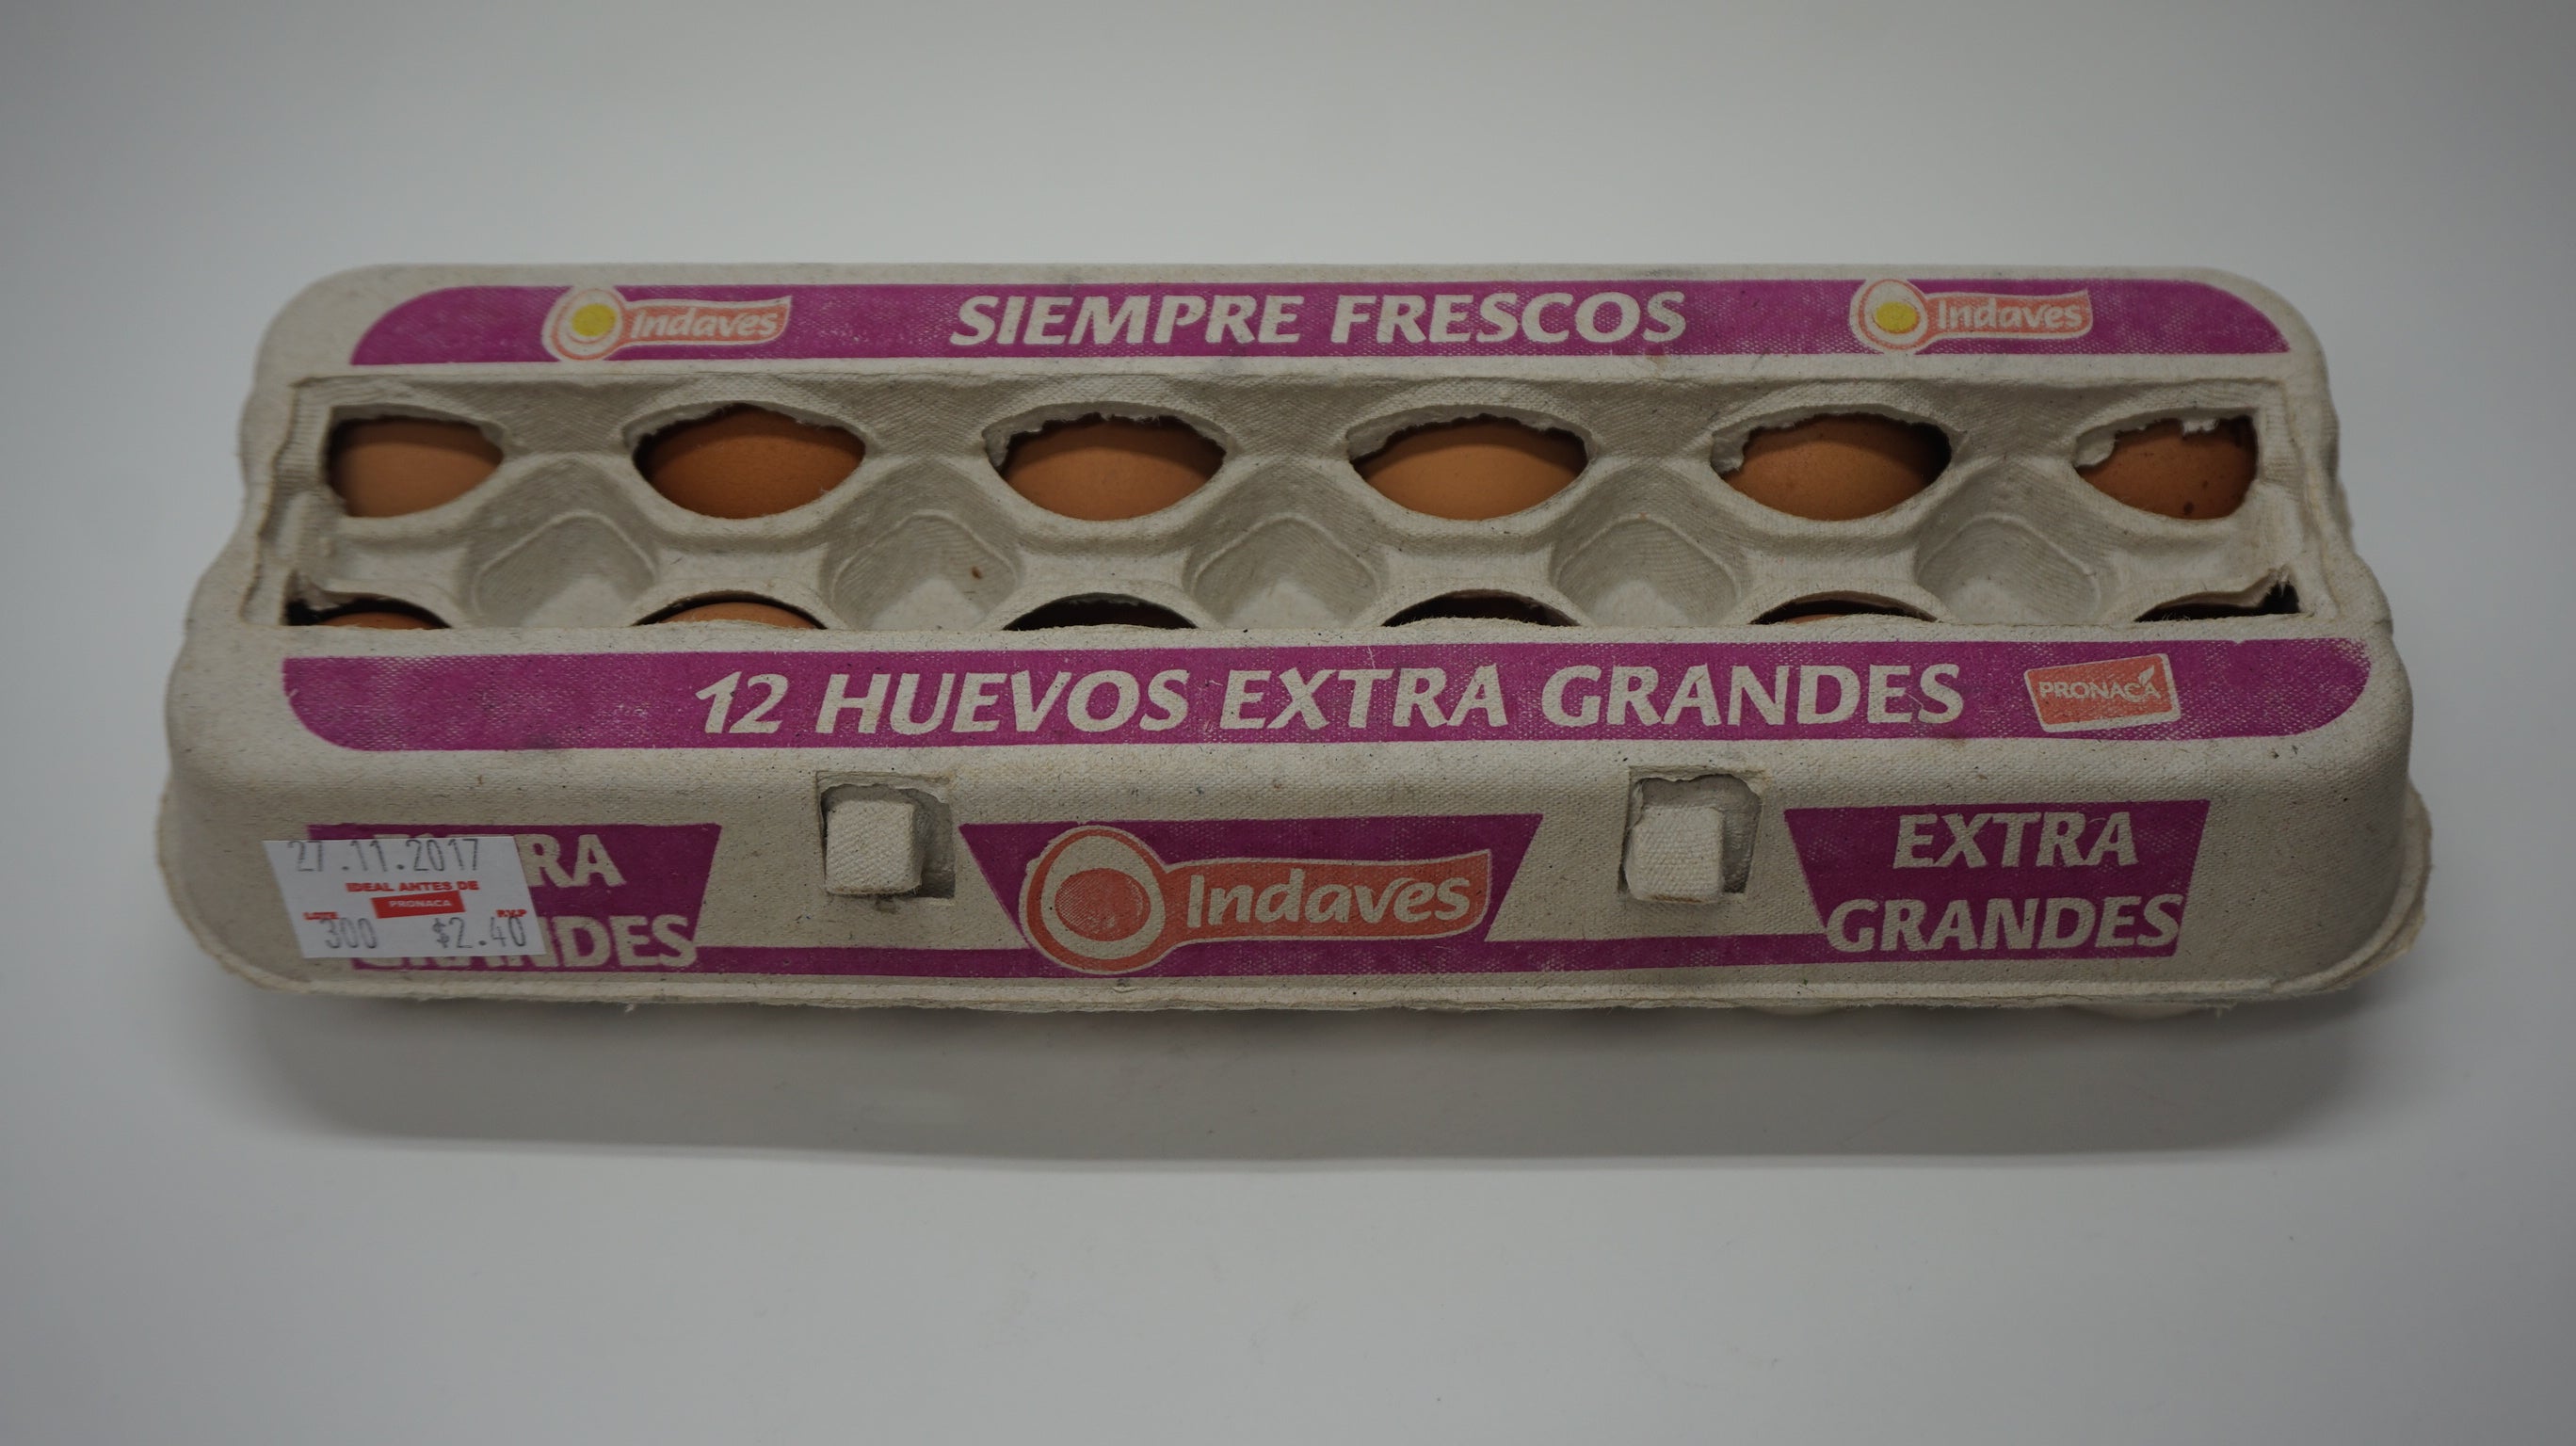 Indaves
SIEMPRE FRESCOS
Indaves
12 HUEVOS EXTRA GRANDES
PRONACA
27.11.2017
IDEAL ANTES DE
PRONACA
LOTE
P.V.P
300
$2.40
Indaves
EXTRA
GRANDES